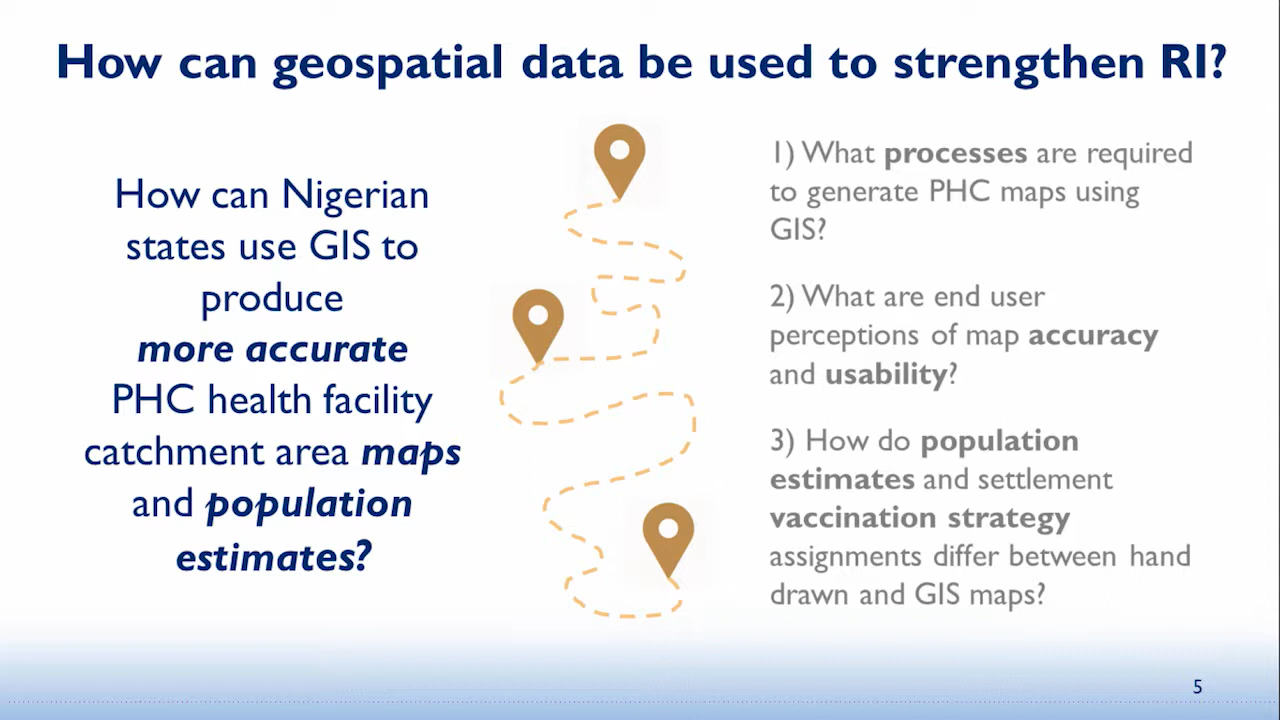 How can geospatial data be used to strengthen RI?
How can Nigerian
states use GIS to
produce
more accurate
PHC health facility
catchment area maps
and population
estimates?
1) What processes are required
to generate PHC maps using
GIS?
2) What are end user
perceptions of map accuracy
and usability?
3) How do population
estimates and settlement
vaccination strategy
assignments differ between hand
drawn and GIS maps?
5